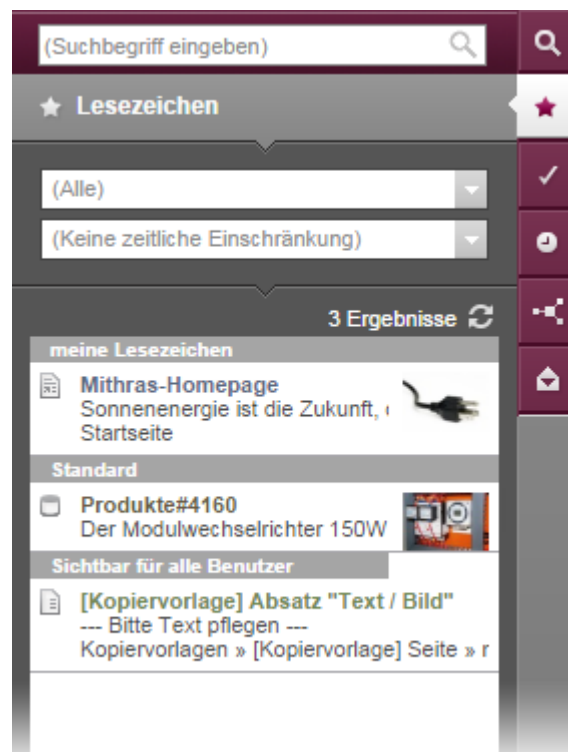 (Suchbegriff eingeben)
Lesezeichen
(Alle)
(Keine zeitliche Einschränkung)
3 Ergebnisse
meine Lesezeichen
Mithras-Homepage
Sonnenenergie ist die Zukunft,
Startseite
Standard
Produkte#4160
Der Modulwechselrichter 150W
Sichtbar für alle Benutzer
[Kopiervorlage] Absatz "Text / Bild"
--- Bitte Text pflegen ---
Kopiervorlagen » [Kopiervorlage] Seite »